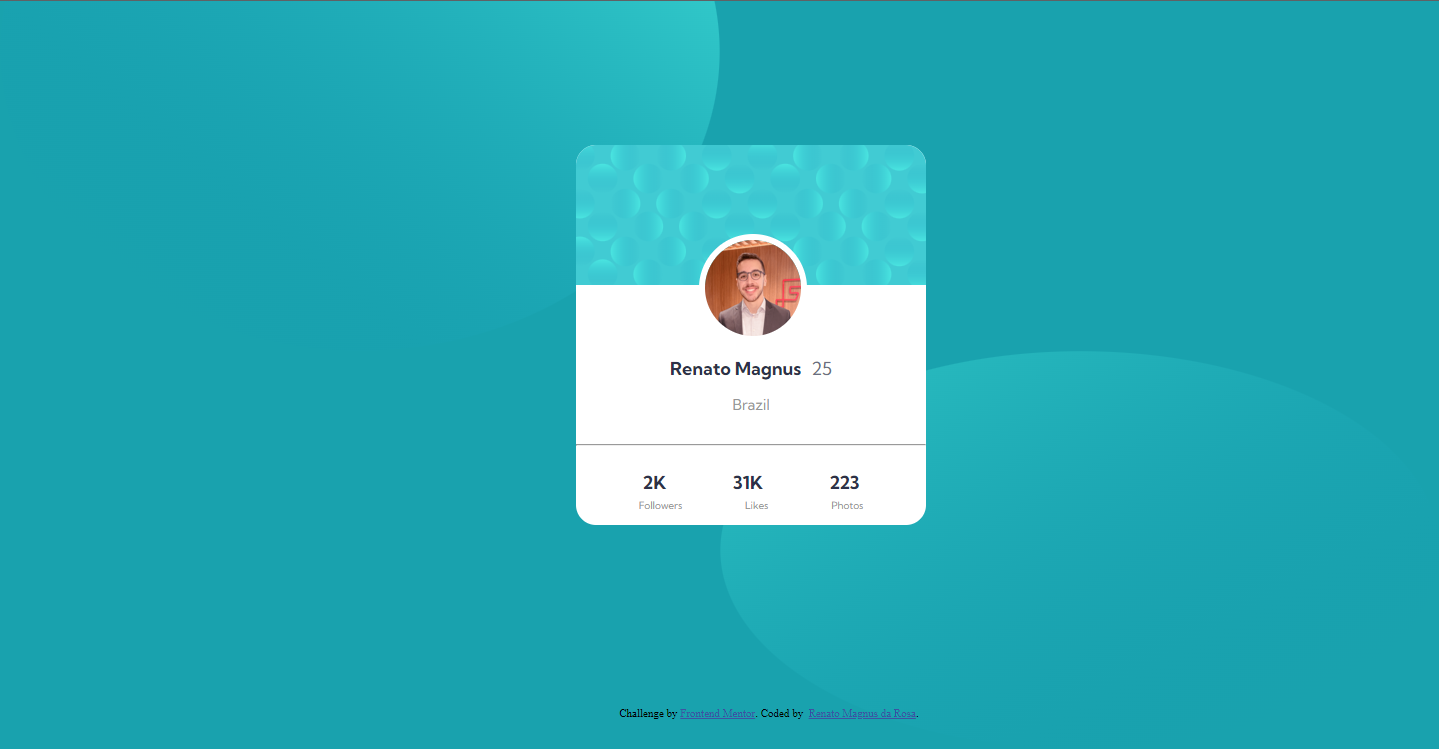 Renato Magnus 25
Brazil
2K 31K 223
Followers Likes Photos
Challenge by Frontend Mentor. Coded by Renato Magnus da Rosa.